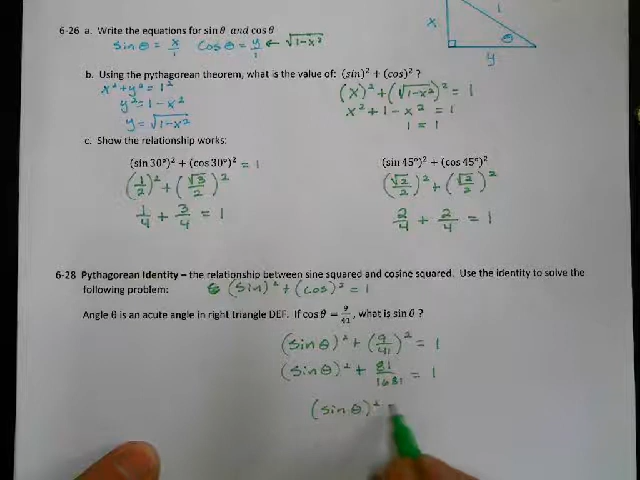 6-26 a. Write the equations for sin θ and cos θ
sin θ = x/1 cos θ = y/1 ← √1-x²
1
x
θ
y
b. Using the pythagorean theorem, what is the value of: (sin)² + (cos)² ?
x² + y² = 1²
y² = 1 - x²
y = √1-x²
(x)² + (√1-x²)² = 1
x² + 1 - x² = 1
1 = 1
c. Show the relationship works:
(sin 30°)² + (cos 30°)² = 1
(1/2)² + (√3/2)²
1/4 + 3/4 = 1
(sin 45°)² + (cos 45°)²
(√2/2)² + (√2/2)²
2/4 + 2/4 = 1
6-28 Pythagorean Identity – the relationship between sine squared and cosine squared. Use the identity to solve the
following problem: (sin)² + (cos)² = 1
Angle θ is an acute angle in right triangle DEF. If cos θ = 9/41, what is sin θ ?
(sin θ)² + (9/41)² = 1
(sin θ)² + 81/1681 = 1
(sin θ)²